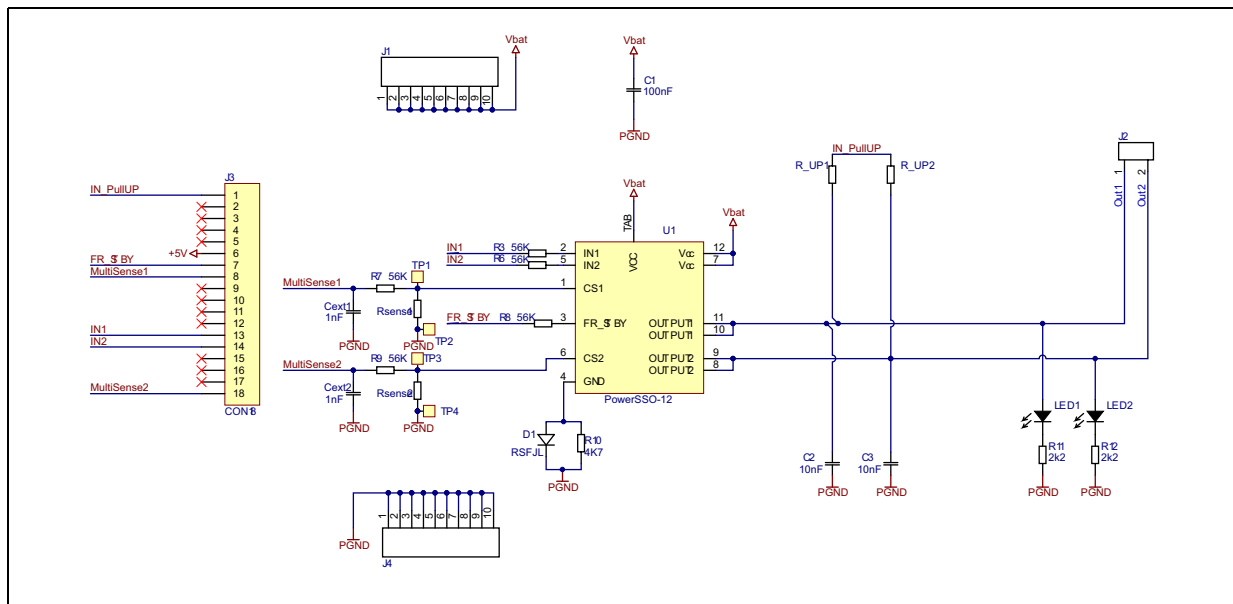 Vbat
J1
1 2 3 4 5 6 7 8 9 10
Vbat
C1
100nF
PGND
J2
1 2
Out1 Out2
IN_PullUP
R_UP1 R_UP2
J3
IN_PullUP 1
2
3
4
5
+5V 6
FR_STBY 7
MultiSense1 8
9
10
11
12
IN1 13
IN2 14
15
16
17
MultiSense2 18
CON18
Vbat
TAB
U1
Vbat
IN1 R3 56K 2 IN1
IN2 R6 56K 5 IN2
VCC
12 Vcc
7 Vcc
TP1
MultiSense1 R7 56K 1 CS1
Cext1
1nF
Rsense1
FR_STBY R8 56K 3 FR_STBY
PGND PGND TP2
11 OUTPUT1
10 OUTPUT1
TP3
MultiSense2 R9 56K 6 CS2
9 OUTPUT2
8 OUTPUT2
Cext2
1nF
Rsense2
TP4
PGND PGND
4 GND
PowerSSO-12
D1
RSFJL
R10
4K7
PGND
C2
10nF
PGND
C3
10nF
PGND
LED1 LED2
R11
2k2
R12
2k2
PGND PGND
1 2 3 4 5 6 7 8 9 10
PGND
J4